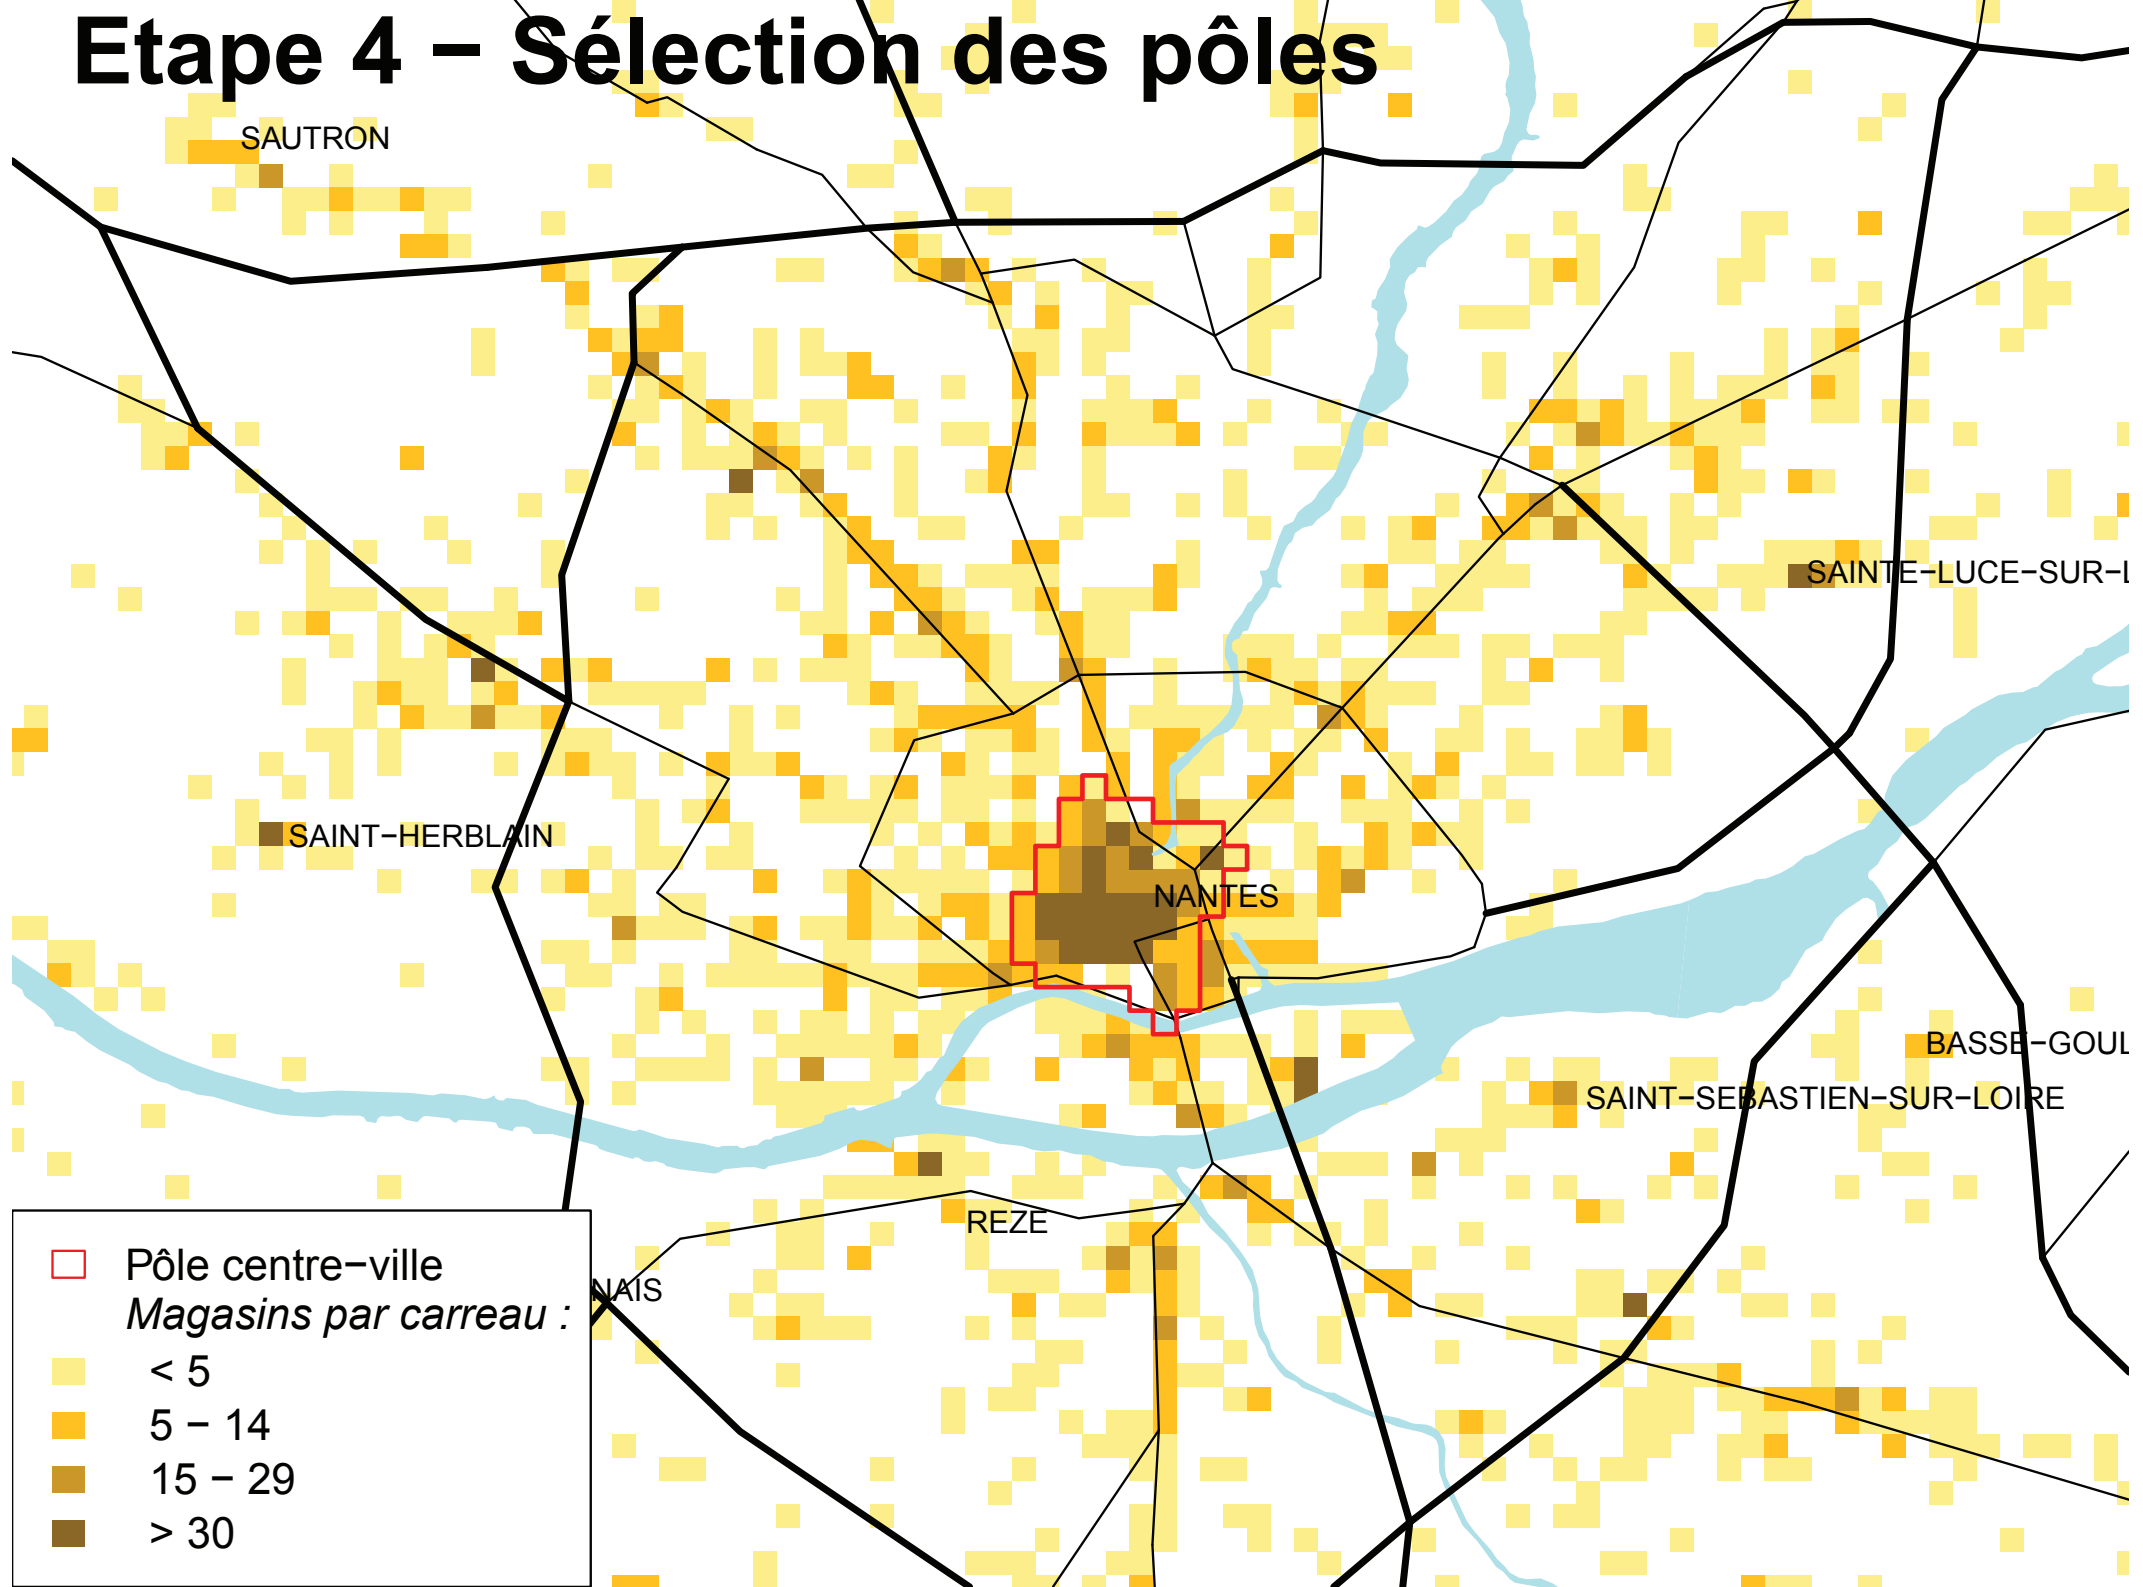 Etape 4 − Sélection des pôles
SAUTRON
SAINTE−LUCE−SUR−L
SAINT−HERBLAIN
NANTES
BASSE−GOUL
SAINT−SEBASTIEN−SUR−LOIRE
REZE
NAIS
Pôle centre−ville
Magasins par carreau :
< 5
5 − 14
15 − 29
> 30